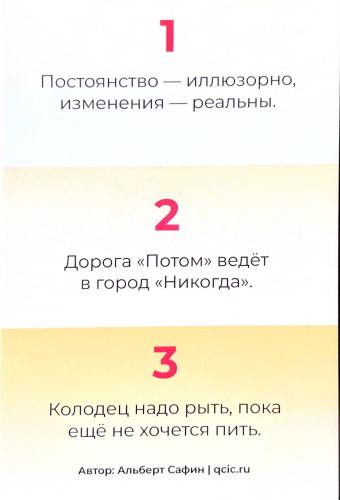 1
Постоянство — иллюзорно,
изменения — реальны.
2
Дорога «Потом» ведёт
в город «Никогда».
3
Колодец надо рыть, пока
ещё не хочется пить.
Автор: Альберт Сафин | qcic.ru